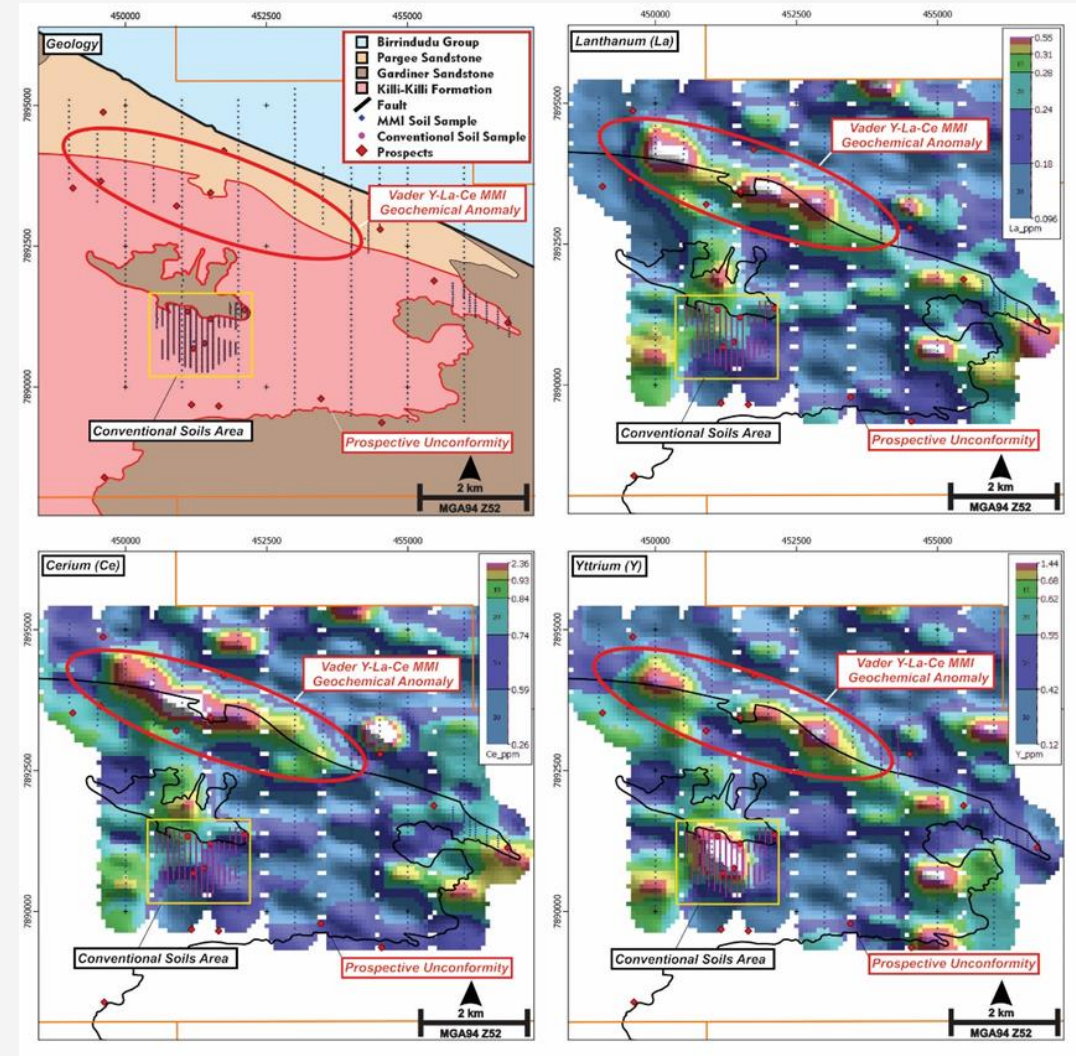 450000
452500
455000
Geology
Birrindudu Group
Pargee Sandstone
Gardiner Sandstone
Killi-Killi Formation
Fault
MMI Soil Sample
Conventional Soil Sample
Prospects
Vader Y-La-Ce MMI
Geochemical Anomaly
7895000
7892500
7890000
Conventional Soils Area
Prospective Unconformity
2 km
MGA94 Z52
450000
452500
455000
Lanthanum (La)
0.55
0.31
0.28
0.24
0.18
0.096
La_ppm
Vader Y-La-Ce MMI
Geochemical Anomaly
7895000
7892500
7890000
Conventional Soils Area
Prospective Unconformity
2 km
MGA94 Z52
450000
452500
455000
Cerium (Ce)
2.36
0.93
0.84
0.74
0.59
0.26
Ce_ppm
Vader Y-La-Ce MMI
Geochemical Anomaly
7895000
7892500
7890000
Conventional Soils Area
Prospective Unconformity
2 km
MGA94 Z52
450000
452500
455000
Yttrium (Y)
1.44
0.68
0.62
0.55
0.42
0.12
Y_ppm
Vader Y-La-Ce MMI
Geochemical Anomaly
7895000
7892500
7890000
Conventional Soils Area
Prospective Unconformity
2 km
MGA94 Z52